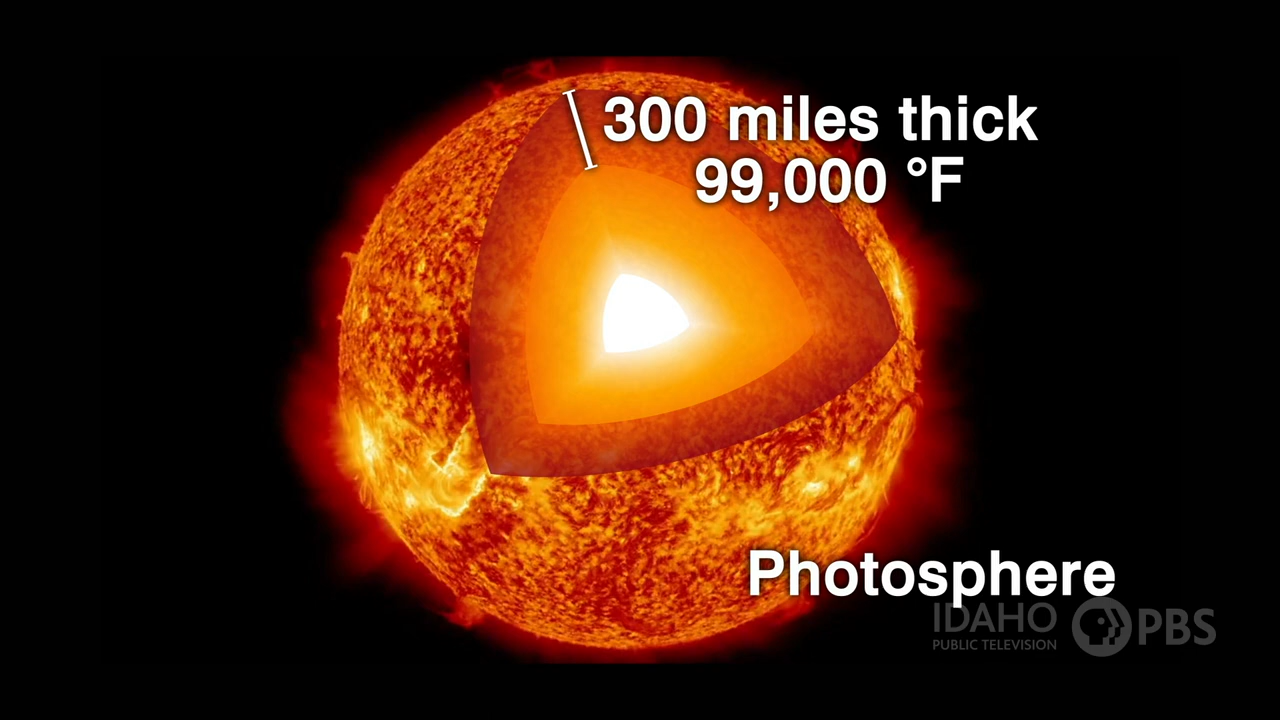 300 miles thick
99,000 °F
Photosphere
IDAHO
PUBLIC TELEVISION
PBS